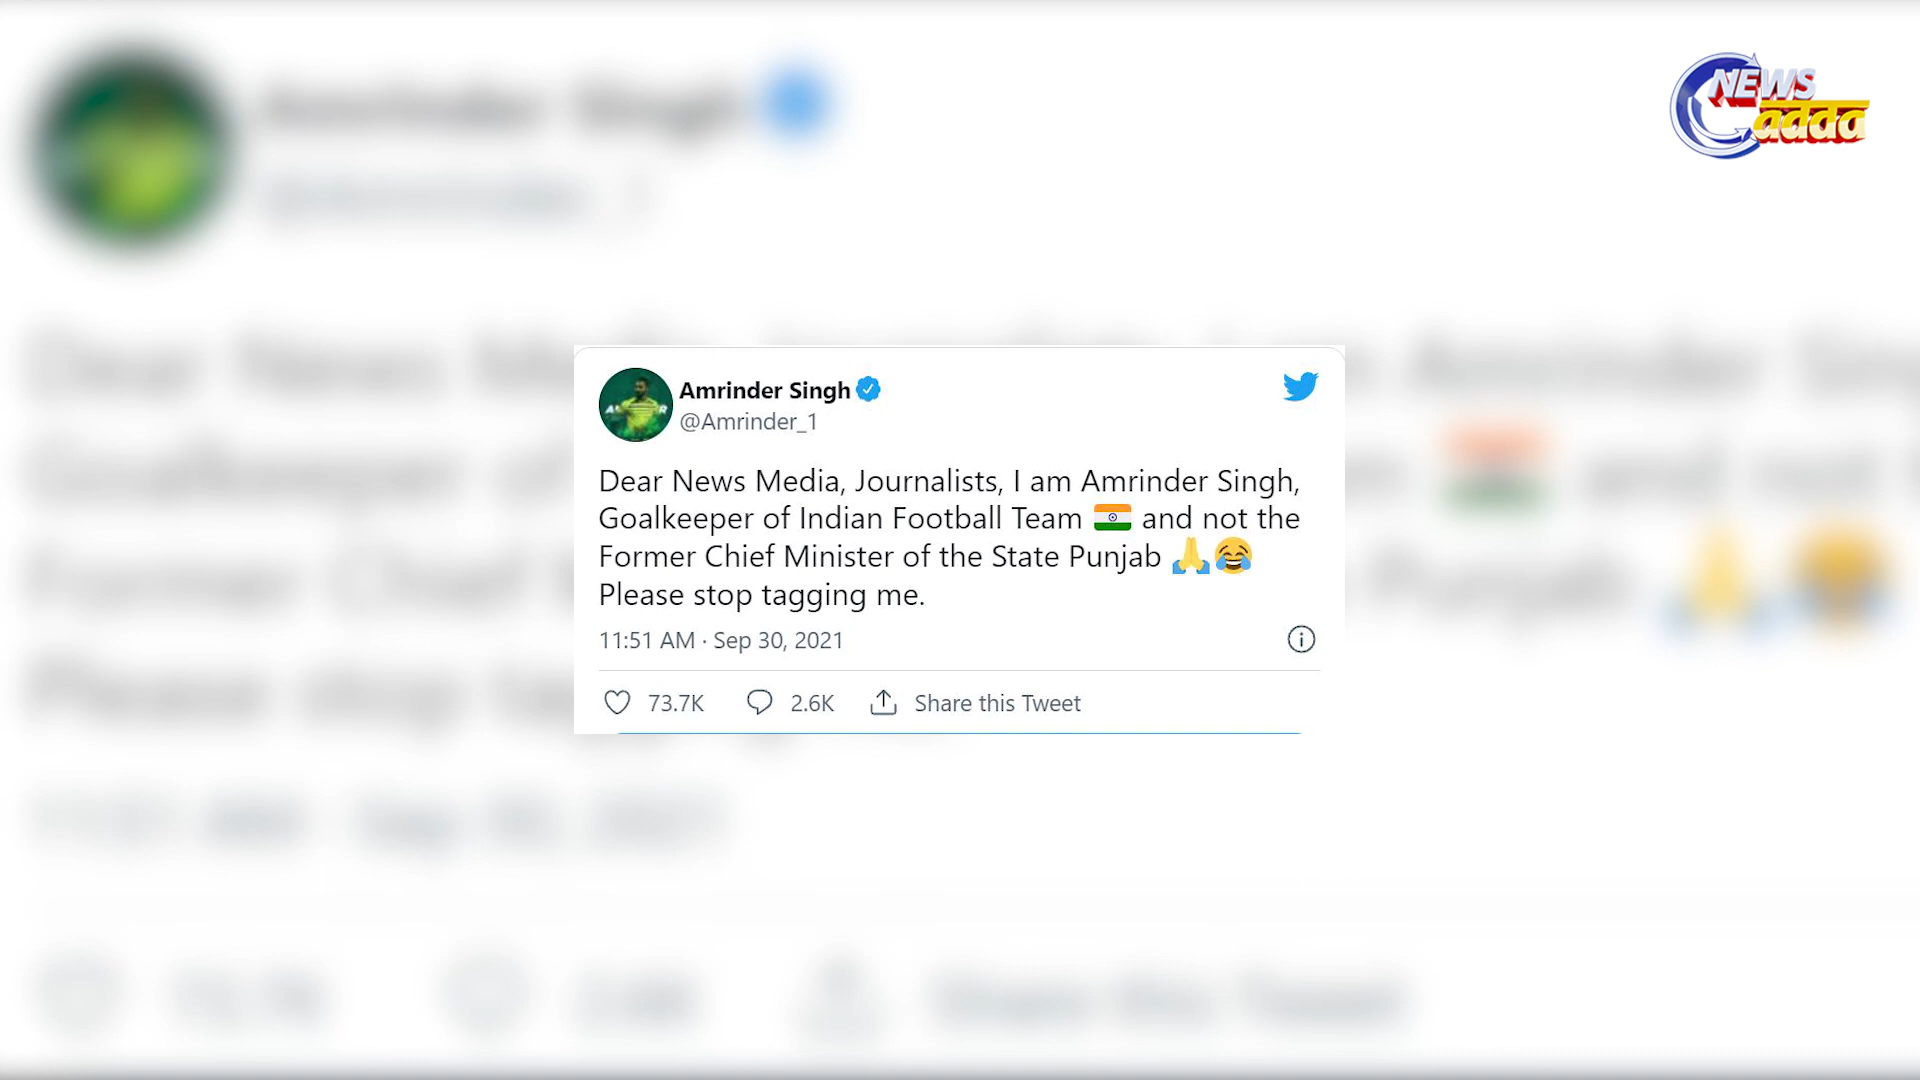 NEWS
adda
Amrinder Singh
@Amrinder_1
Dear News Media, Journalists, I am Amrinder Singh,
Goalkeeper of Indian Football Team 🇮🇳 and not the
Former Chief Minister of the State Punjab 🙏😂
Please stop tagging me.
11:51 AM · Sep 30, 2021
73.7K 2.6K Share this Tweet